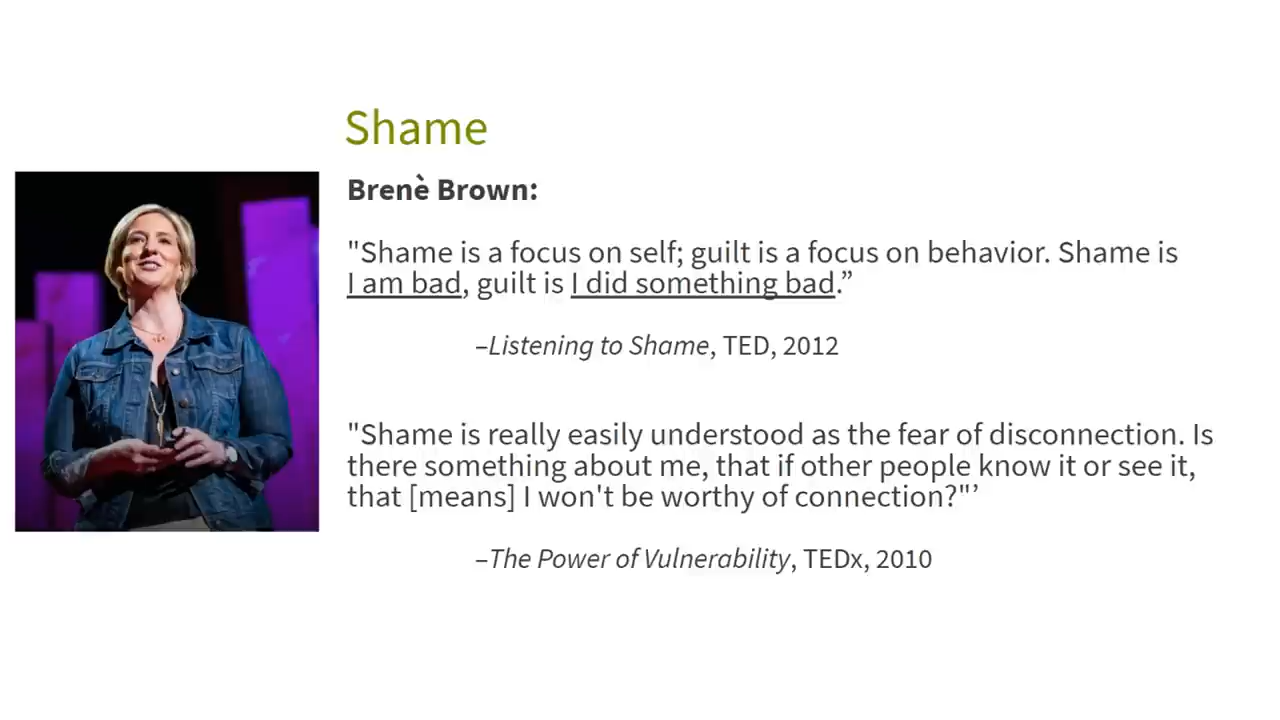 Shame
Brenè Brown:
"Shame is a focus on self; guilt is a focus on behavior. Shame is
I am bad, guilt is I did something bad.”
–Listening to Shame, TED, 2012
"Shame is really easily understood as the fear of disconnection. Is
there something about me, that if other people know it or see it,
that [means] I won't be worthy of connection?"’
–The Power of Vulnerability, TEDx, 2010